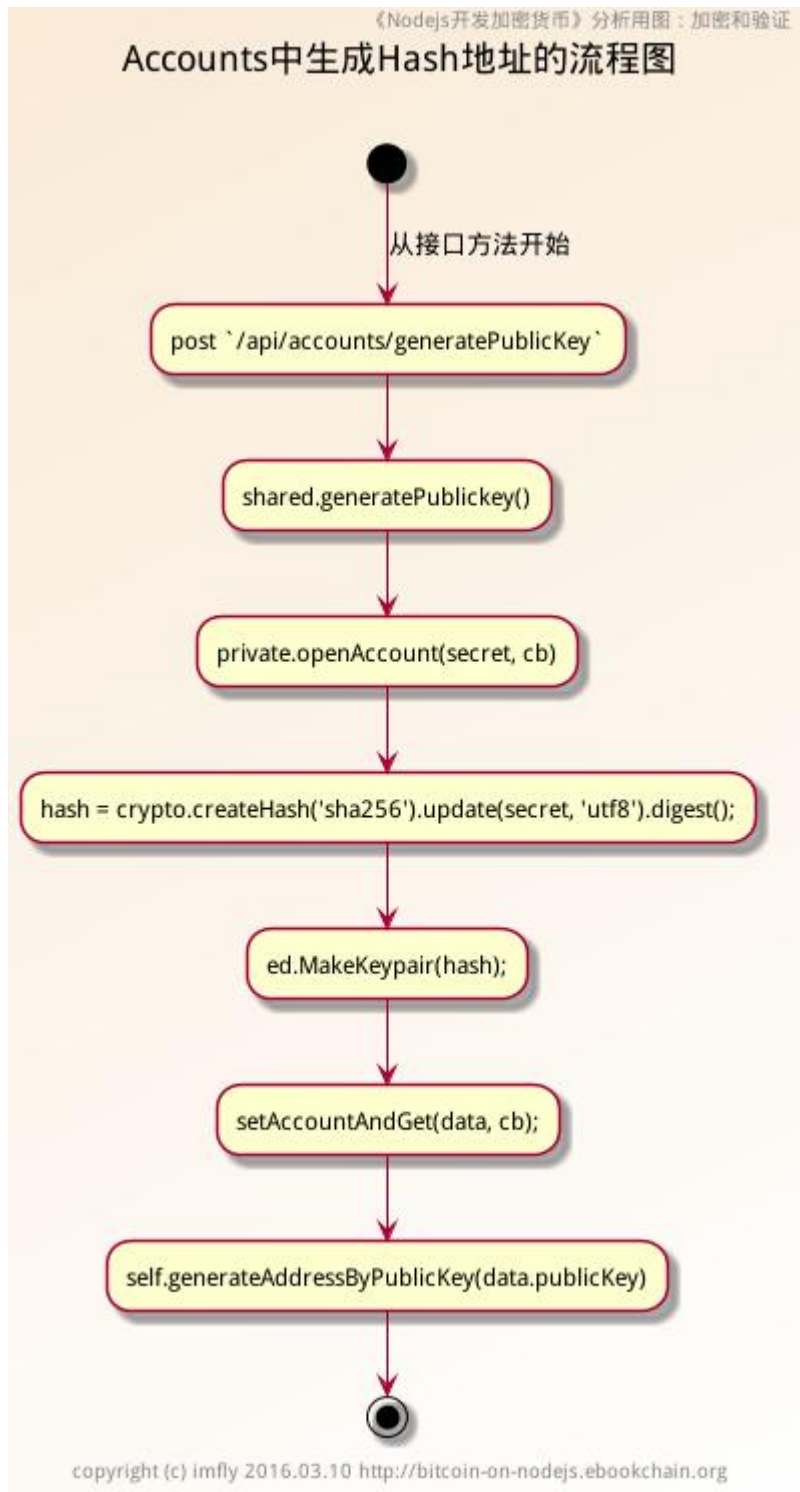 《Nodejs开发加密货币》分析用图：加密和验证
Accounts中生成Hash地址的流程图
从接口方法开始
post `/api/accounts/generatePublicKey`
shared.generatePublickey()
private.openAccount(secret, cb)
hash = crypto.createHash('sha256').update(secret, 'utf8').digest();
ed.MakeKeypair(hash);
setAccountAndGet(data, cb);
self.generateAddressByPublicKey(data.publicKey)
copyright (c) imfly 2016.03.10 http://bitcoin-on-nodejs.ebookchain.org